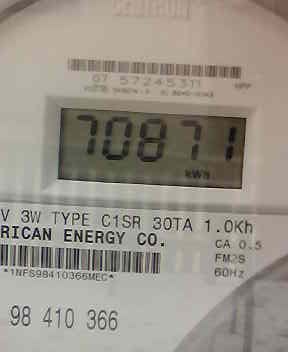 CENTRON
07 57245311
70871
kWh
V 3W TYPE C1SR 30TA 1.0Kh
RICAN ENERGY CO.
CA 0.5
FM2S
60Hz
*1NFS98410366MEC*
98 410 366